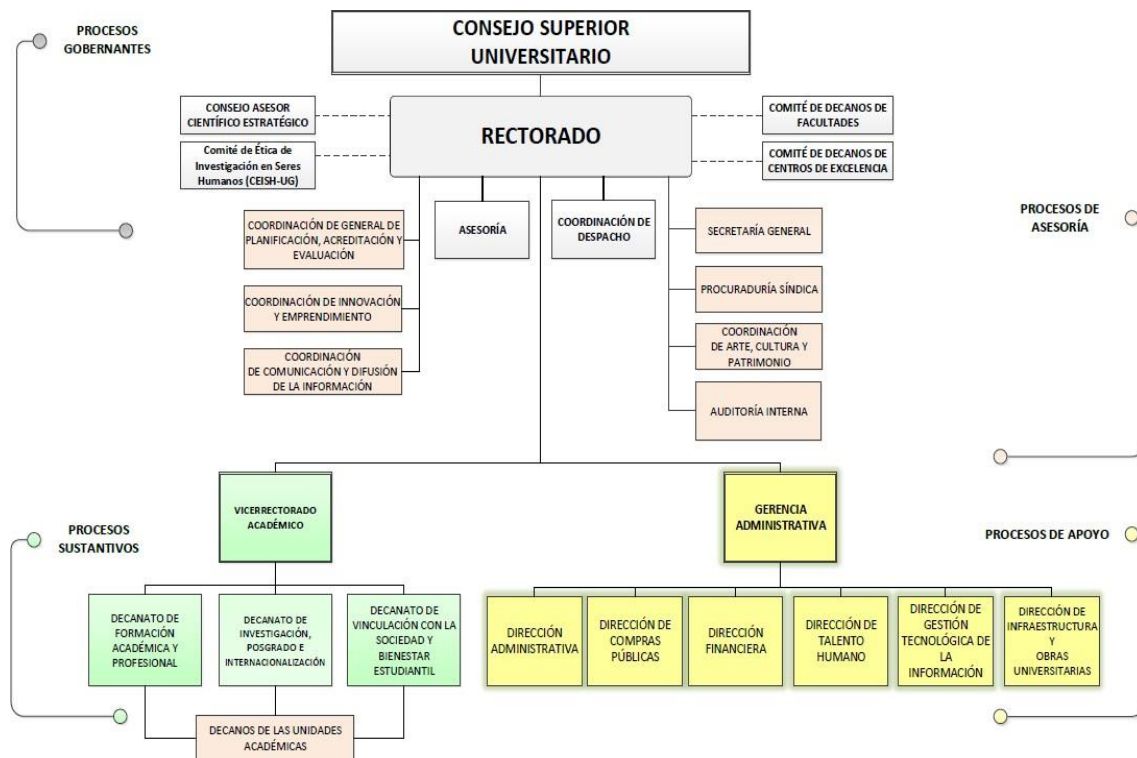 PROCESOS
GOBERNANTES
CONSEJO SUPERIOR
UNIVERSITARIO
CONSEJO ASESOR
CIENTÍFICO ESTRATÉGICO
Comité de Ética de
Investigación en Seres
Humanos (CEISH-UG)
RECTORADO
COMITÉ DE DECANOS DE
FACULTADES
COMITÉ DE DECANOS DE
CENTROS DE EXCELENCIA
COORDINACIÓN DE GENERAL DE
PLANIFICACIÓN, ACREDITACIÓN Y
EVALUACIÓN
ASESORÍA
COORDINACIÓN DE
DESPACHO
SECRETARÍA GENERAL
PROCESOS DE
ASESORÍA
COORDINACIÓN DE INNOVACIÓN
Y EMPRENDIMIENTO
PROCURADURÍA SÍNDICA
COORDINACIÓN
DE COMUNICACIÓN Y DIFUSIÓN
DE LA INFORMACIÓN
COORDINACIÓN
DE ARTE, CULTURA Y
PATRIMONIO
AUDITORÍA INTERNA
PROCESOS
SUSTANTIVOS
VICERRECTORADO
ACADÉMICO
GERENCIA
ADMINISTRATIVA
PROCESOS DE APOYO
DECANATO DE
FORMACIÓN
ACADÉMICA Y
PROFESIONAL
DECANATO DE
INVESTIGACIÓN,
POSGRADO E
INTERNACIONALIZACIÓN
DECANATO DE
VINCULACIÓN CON LA
SOCIEDAD Y
BIENESTAR
ESTUDIANTIL
DIRECCIÓN
ADMINISTRATIVA
DIRECCIÓN DE
COMPRAS
PÚBLICAS
DIRECCIÓN
FINANCIERA
DIRECCIÓN DE
TALENTO
HUMANO
DIRECCIÓN DE
GESTIÓN
TECNOLÓGICA DE
LA
INFORMACIÓN
DIRECCIÓN DE
INFRAESTRUCTURA
Y
OBRAS
UNIVERSITARIAS
DECANOS DE LAS UNIDADES
ACADÉMICAS